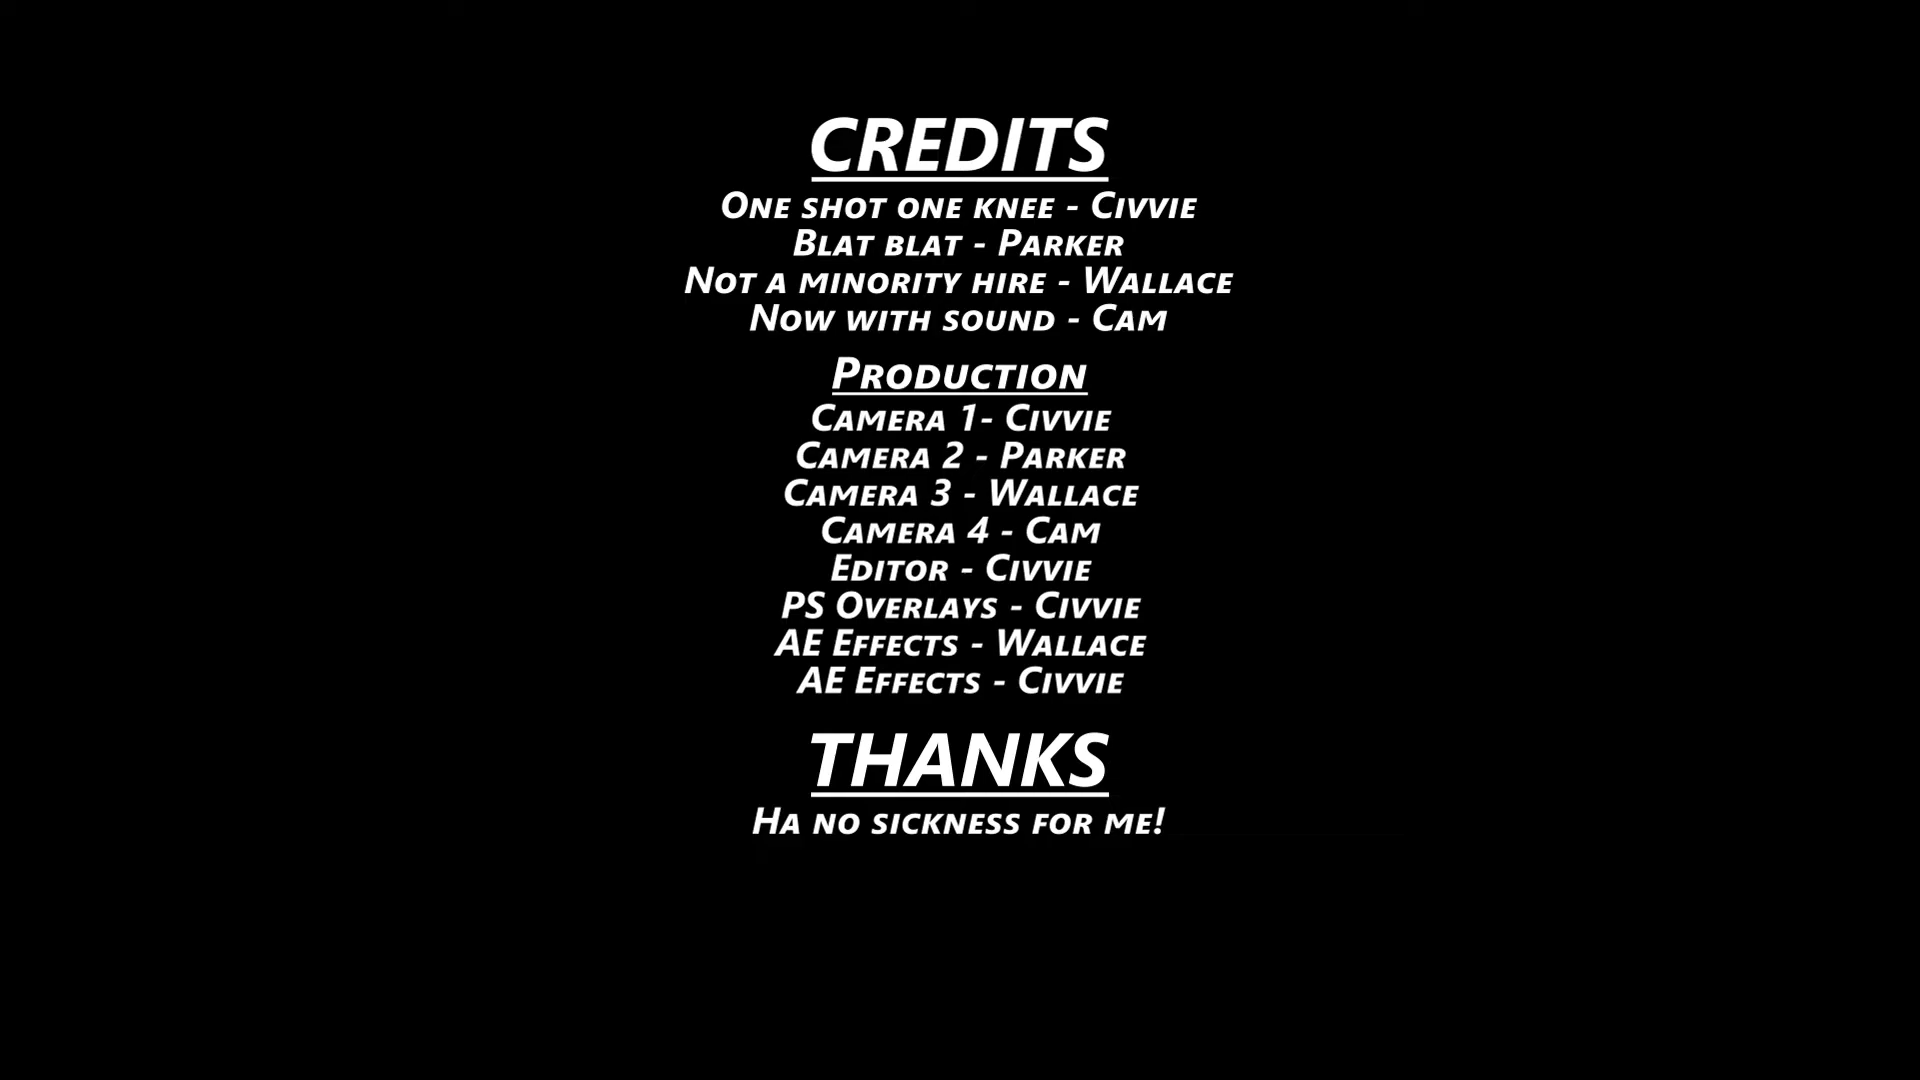 CREDITS
One shot one knee - Civvie
Blat blat - Parker
Not a minority hire - Wallace
Now with sound - Cam
Production
Camera 1- Civvie
Camera 2 - Parker
Camera 3 - Wallace
Camera 4 - Cam
Editor - Civvie
PS Overlays - Civvie
AE Effects - Wallace
AE Effects - Civvie
THANKS
Ha no sickness for me!